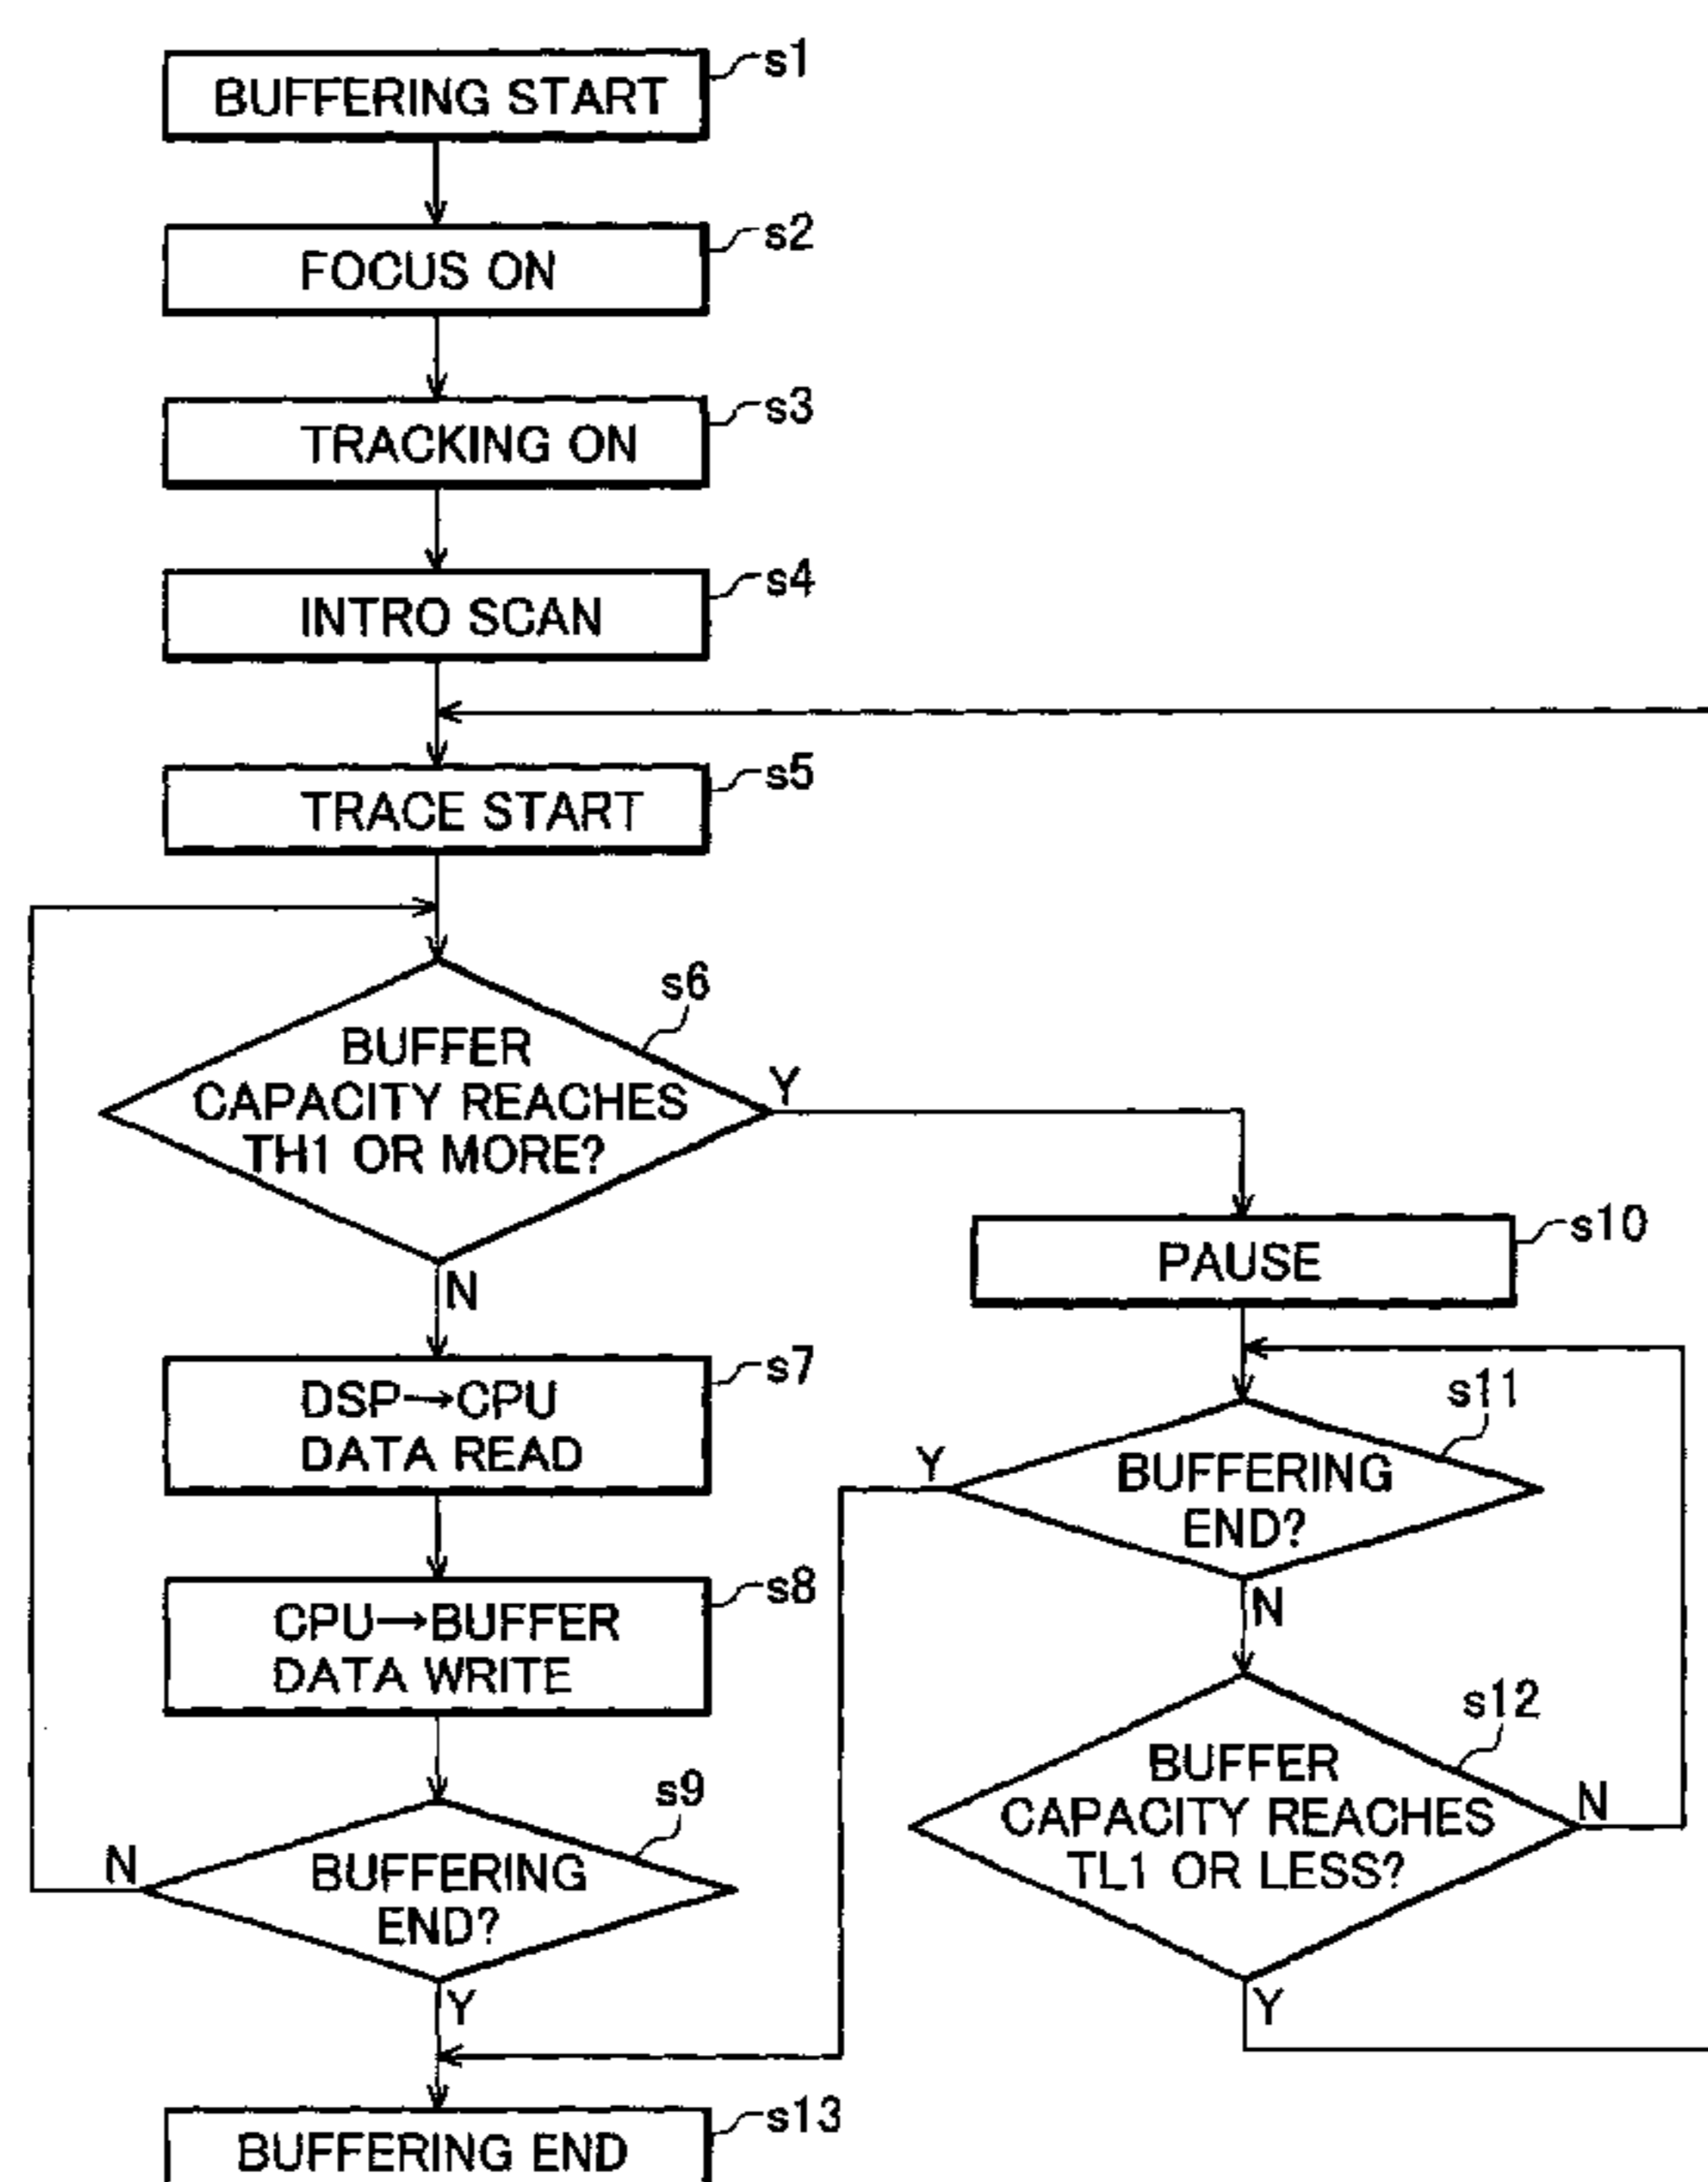 BUFFERING START
s1
FOCUS ON
s2
TRACKING ON
s3
INTRO SCAN
s4
TRACE START
s5
s6
BUFFER
CAPACITY REACHES
TH1 OR MORE?
Y
N
s10
PAUSE
s7
DSP→CPU
DATA READ
s11
Y
BUFFERING
END?
N
s8
CPU→BUFFER
DATA WRITE
s12
BUFFER
CAPACITY REACHES
TL1 OR LESS?
N
Y
s9
N
BUFFERING
END?
Y
s13
BUFFERING END